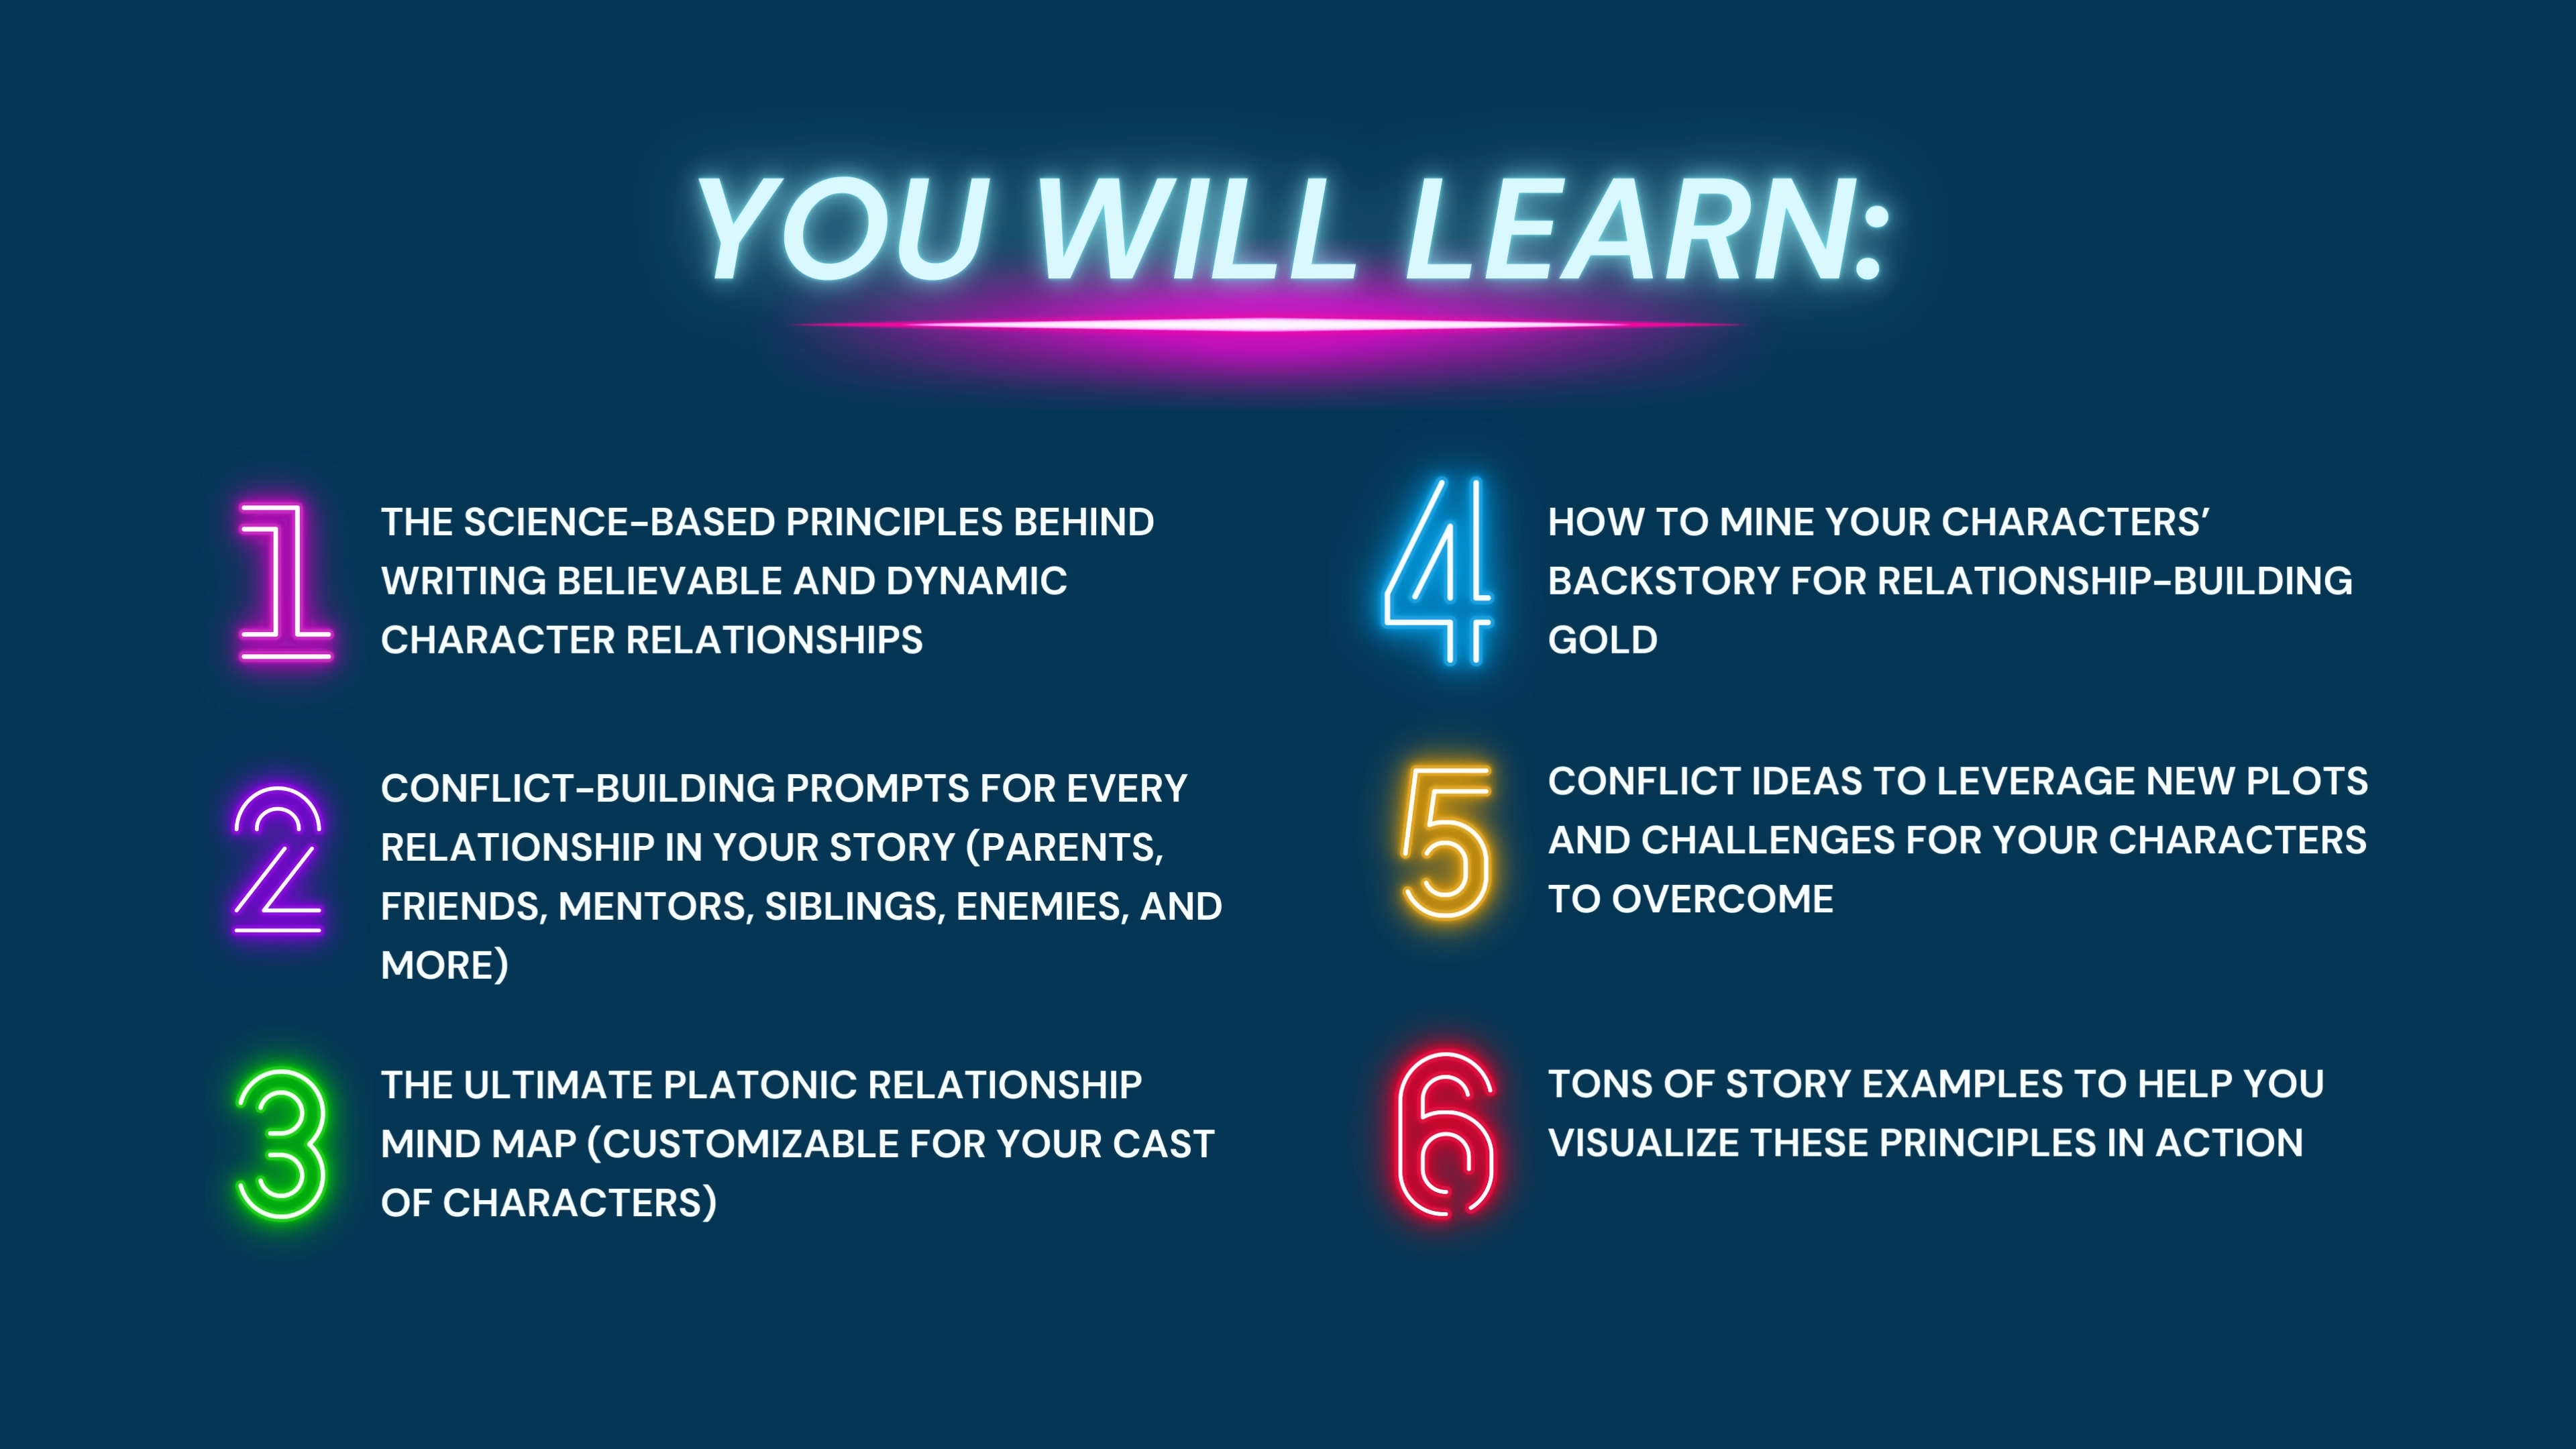 YOU WILL LEARN:
1
THE SCIENCE-BASED PRINCIPLES BEHIND
WRITING BELIEVABLE AND DYNAMIC
CHARACTER RELATIONSHIPS
2
CONFLICT-BUILDING PROMPTS FOR EVERY
RELATIONSHIP IN YOUR STORY (PARENTS,
FRIENDS, MENTORS, SIBLINGS, ENEMIES, AND
MORE)
3
THE ULTIMATE PLATONIC RELATIONSHIP
MIND MAP (CUSTOMIZABLE FOR YOUR CAST
OF CHARACTERS)
4
HOW TO MINE YOUR CHARACTERS’
BACKSTORY FOR RELATIONSHIP-BUILDING
GOLD
5
CONFLICT IDEAS TO LEVERAGE NEW PLOTS
AND CHALLENGES FOR YOUR CHARACTERS
TO OVERCOME
6
TONS OF STORY EXAMPLES TO HELP YOU
VISUALIZE THESE PRINCIPLES IN ACTION